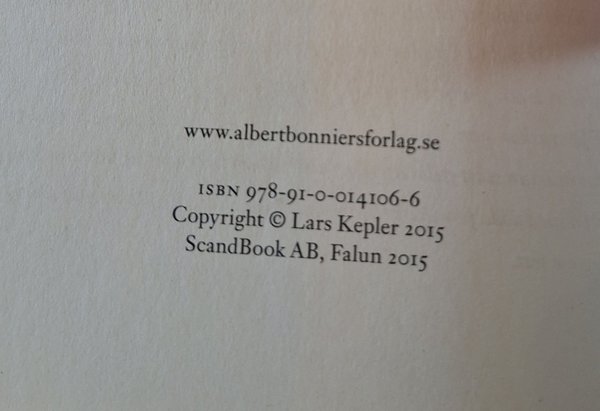 www.albertbonniersforlag.se
ISBN 978-91-0-014106-6
Copyright © Lars Kepler 2015
ScandBook AB, Falun 2015